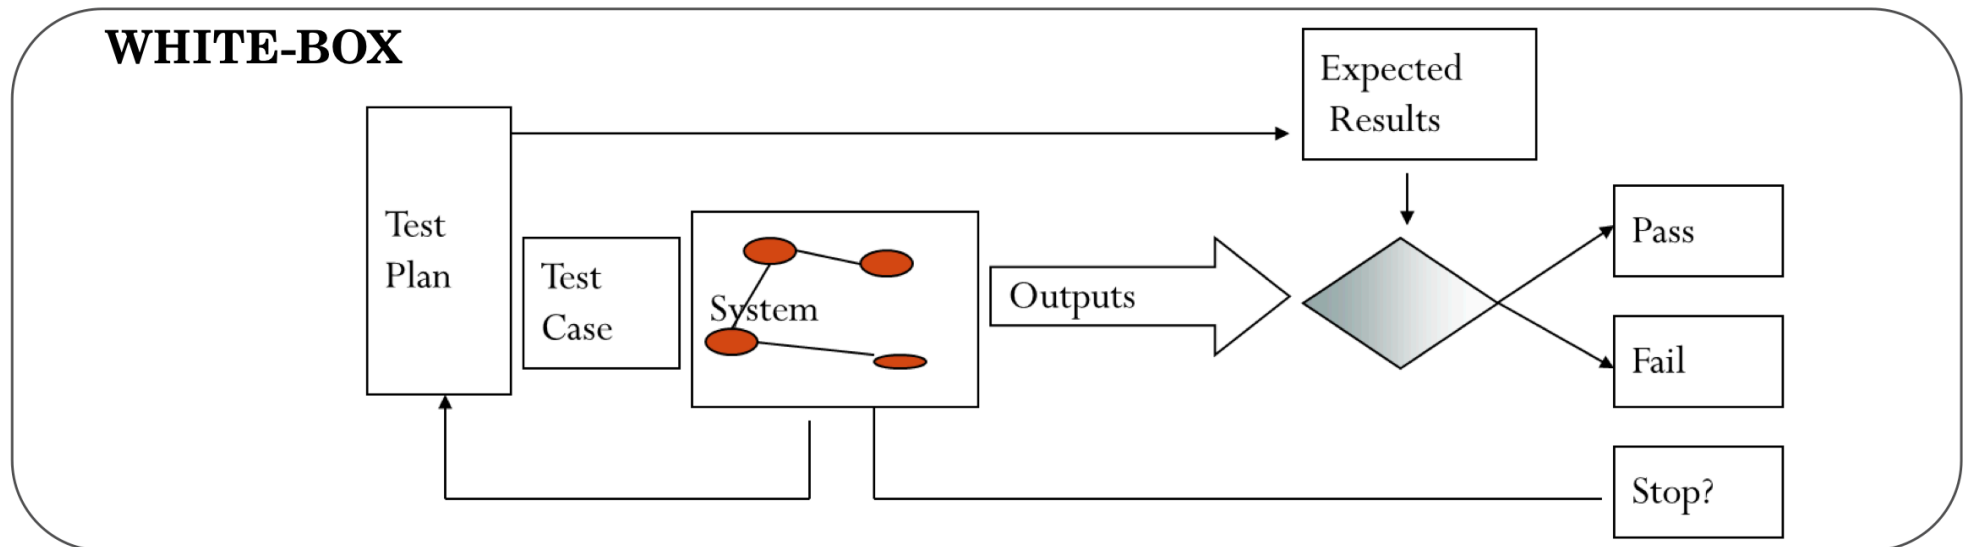 WHITE-BOX
Expected
Results
Test
Plan
Test
Case
System
Outputs
Pass
Fail
Stop?